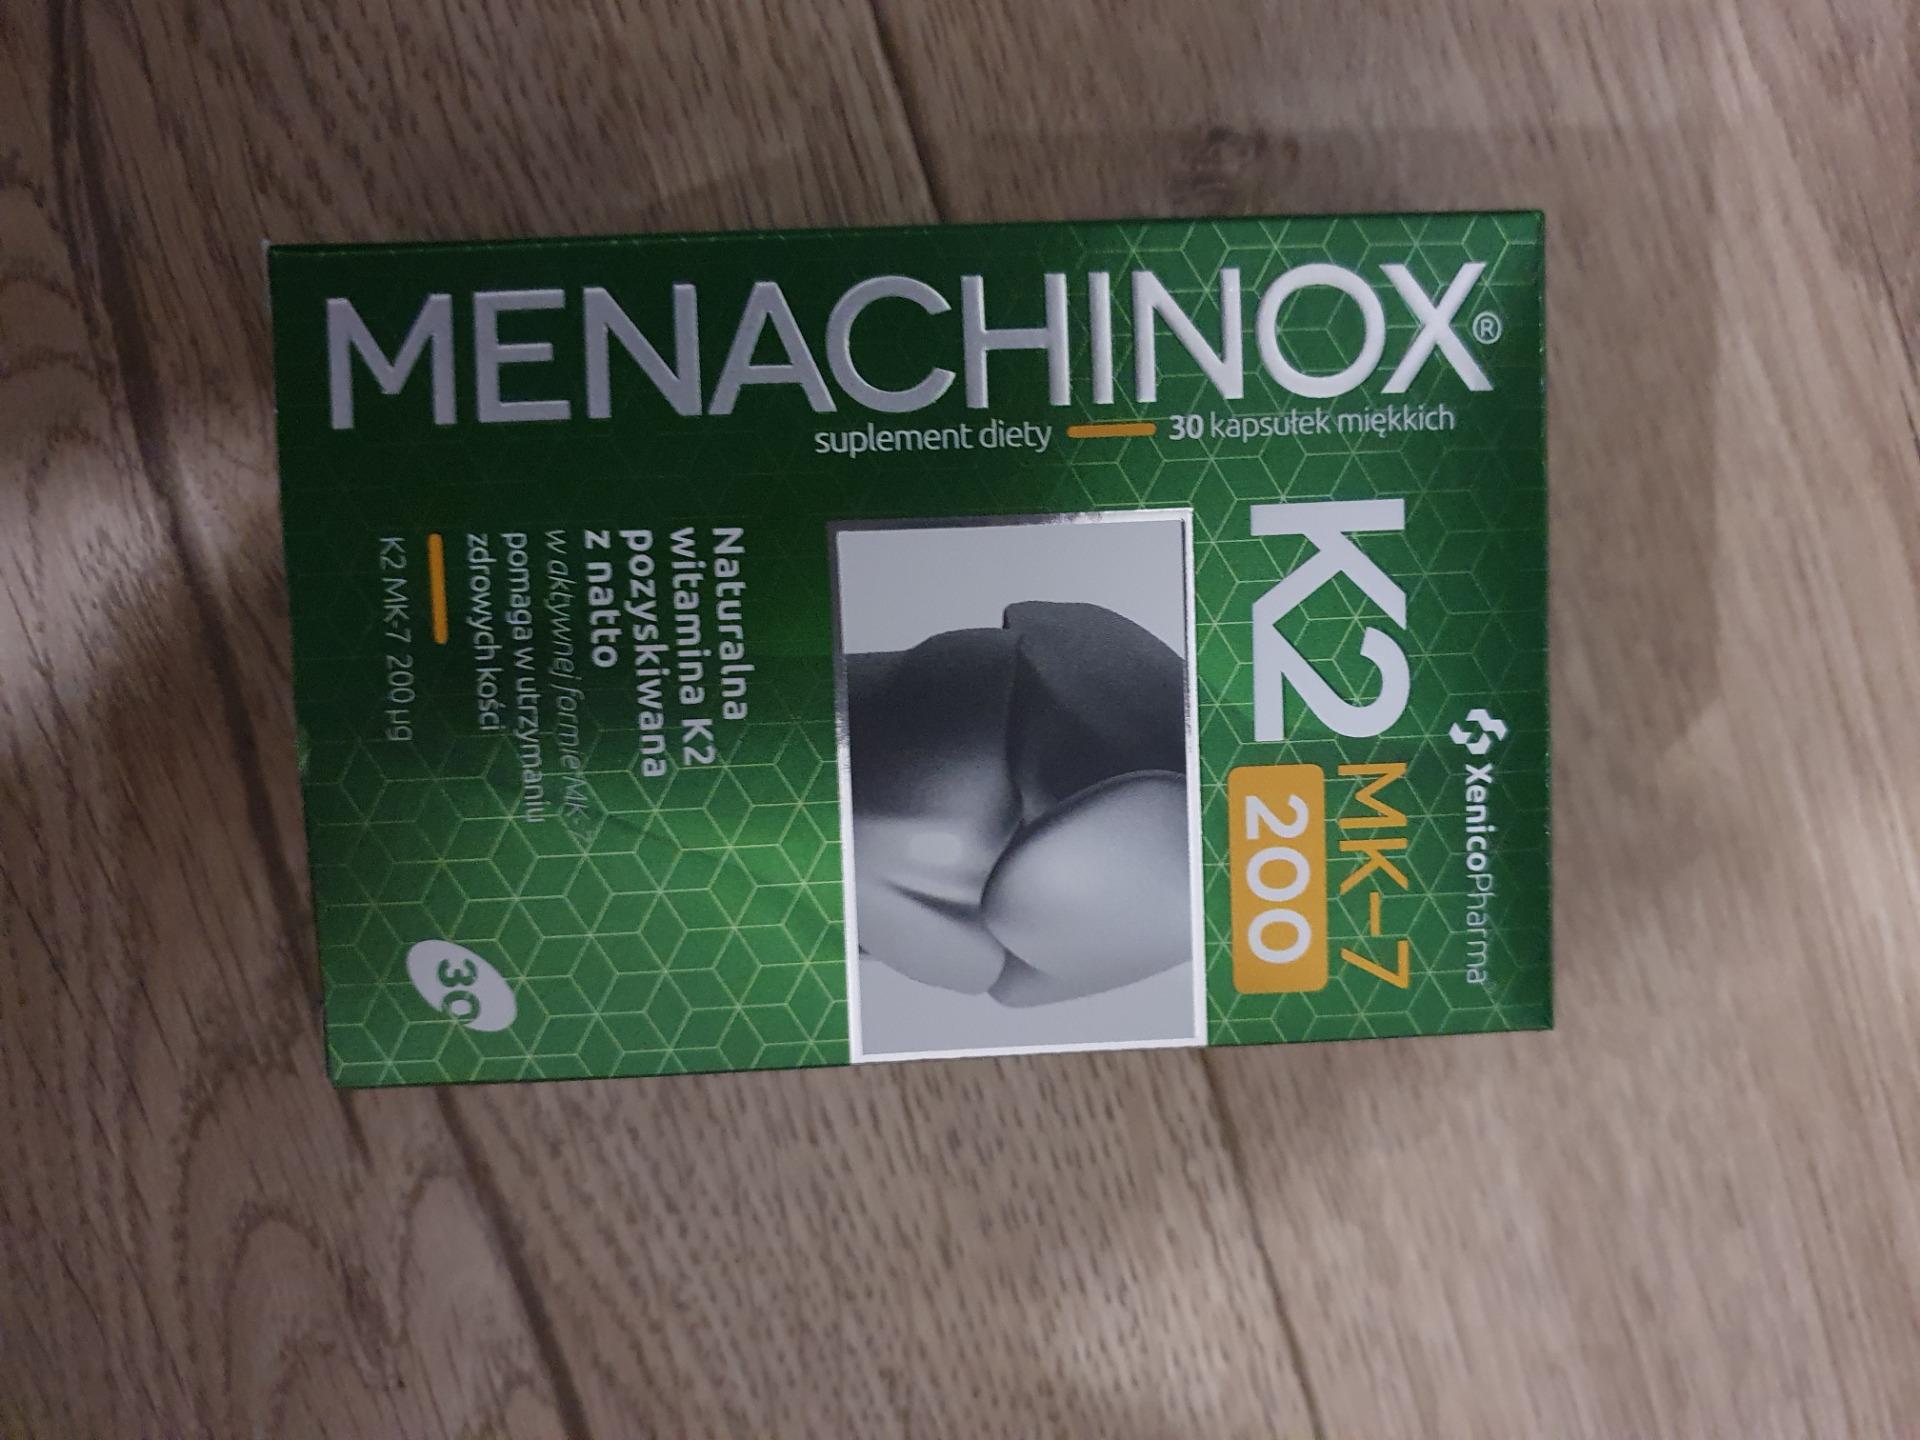 MENACHINOX®
suplement diety 30 kapsułek miękkich
XenicoPharma
K2 MK-7
200
Naturalna
witamina K2
pozyskiwana
z natto
w aktywnej formie MK-7
pomaga w utrzymaniu
zdrowych kości
K2 MK-7 200 µg
30